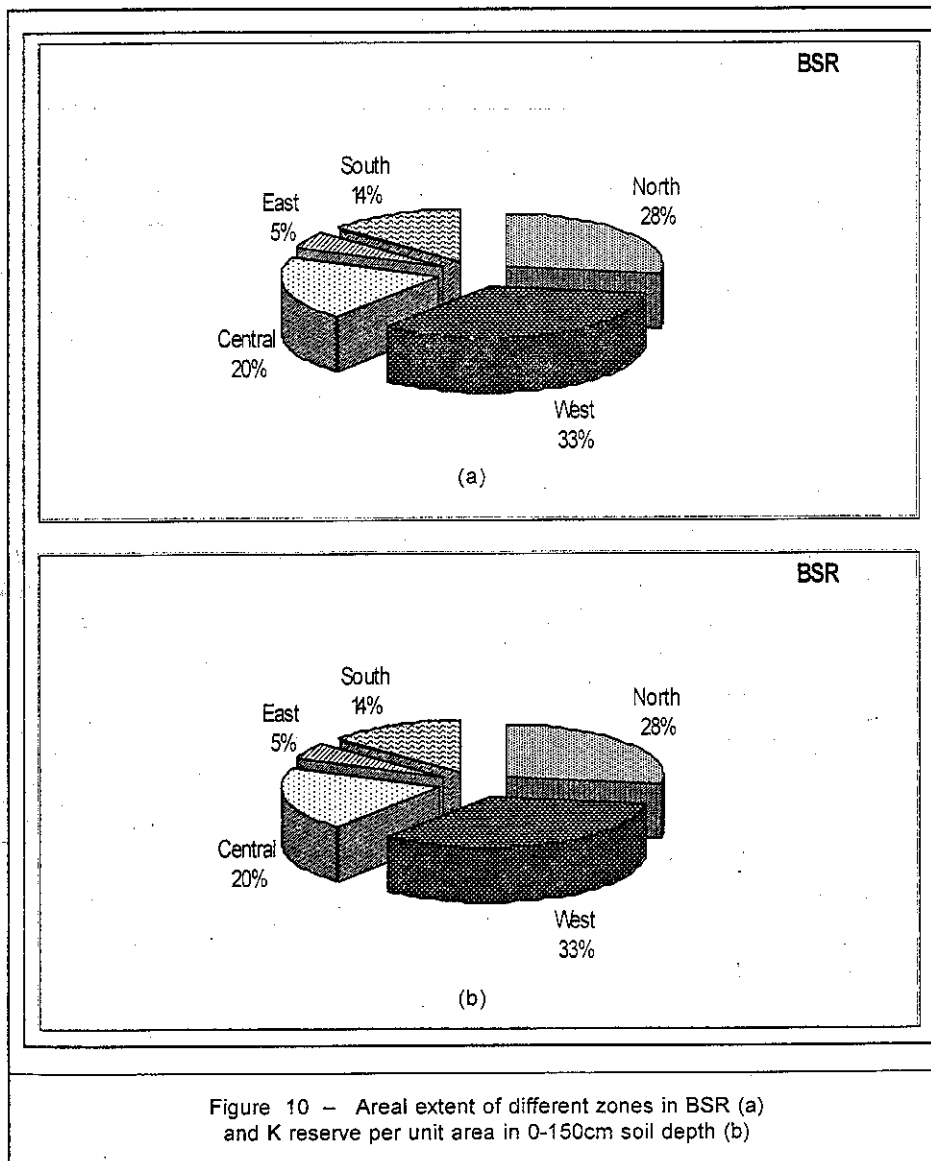 BSR
South
14%
North
28%
East
5%
Central
20%
West
33%
(a)
BSR
South
14%
North
28%
East
5%
Central
20%
West
33%
(b)
Figure 10 – Areal extent of different zones in BSR (a)
and K reserve per unit area in 0-150cm soil depth (b)